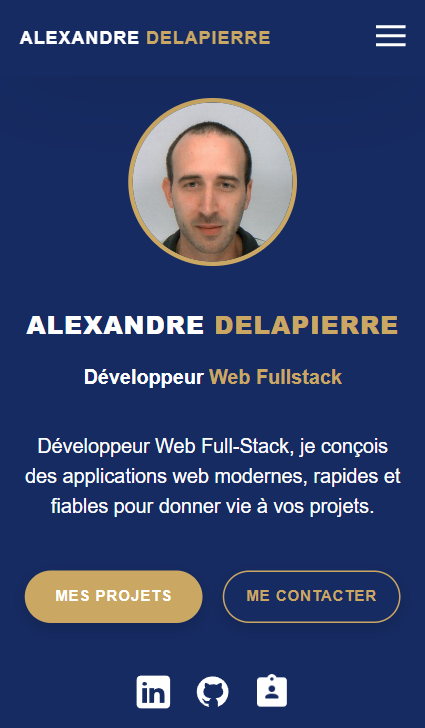 ALEXANDRE DELAPIERRE
ALEXANDRE DELAPIERRE
Développeur Web Fullstack
Développeur Web Full-Stack, je conçois
des applications web modernes, rapides et
fiables pour donner vie à vos projets.
MES PROJETS
ME CONTACTER
in